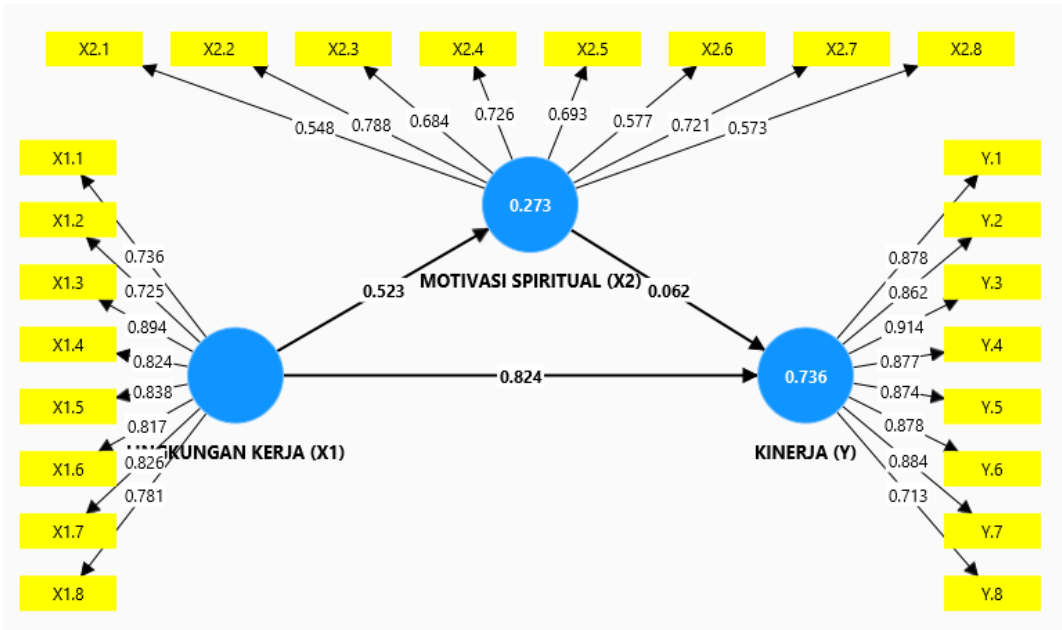 X2.1 X2.2 X2.3 X2.4 X2.5 X2.6 X2.7 X2.8
0.548 0.788 0.684 0.726 0.693 0.577 0.721 0.573
X1.1
X1.2
X1.3
X1.4
X1.5
X1.6
X1.7
X1.8
0.736
0.725
0.894
0.824
0.838
0.817
0.826
0.781
KUNGAN KERJA (X1)
0.523
0.273
MOTIVASI SPIRITUAL (X2)
0.062
0.824
0.736
KINERJA (Y)
0.878
0.862
0.914
0.877
0.874
0.878
0.884
0.713
Y.1
Y.2
Y.3
Y.4
Y.5
Y.6
Y.7
Y.8